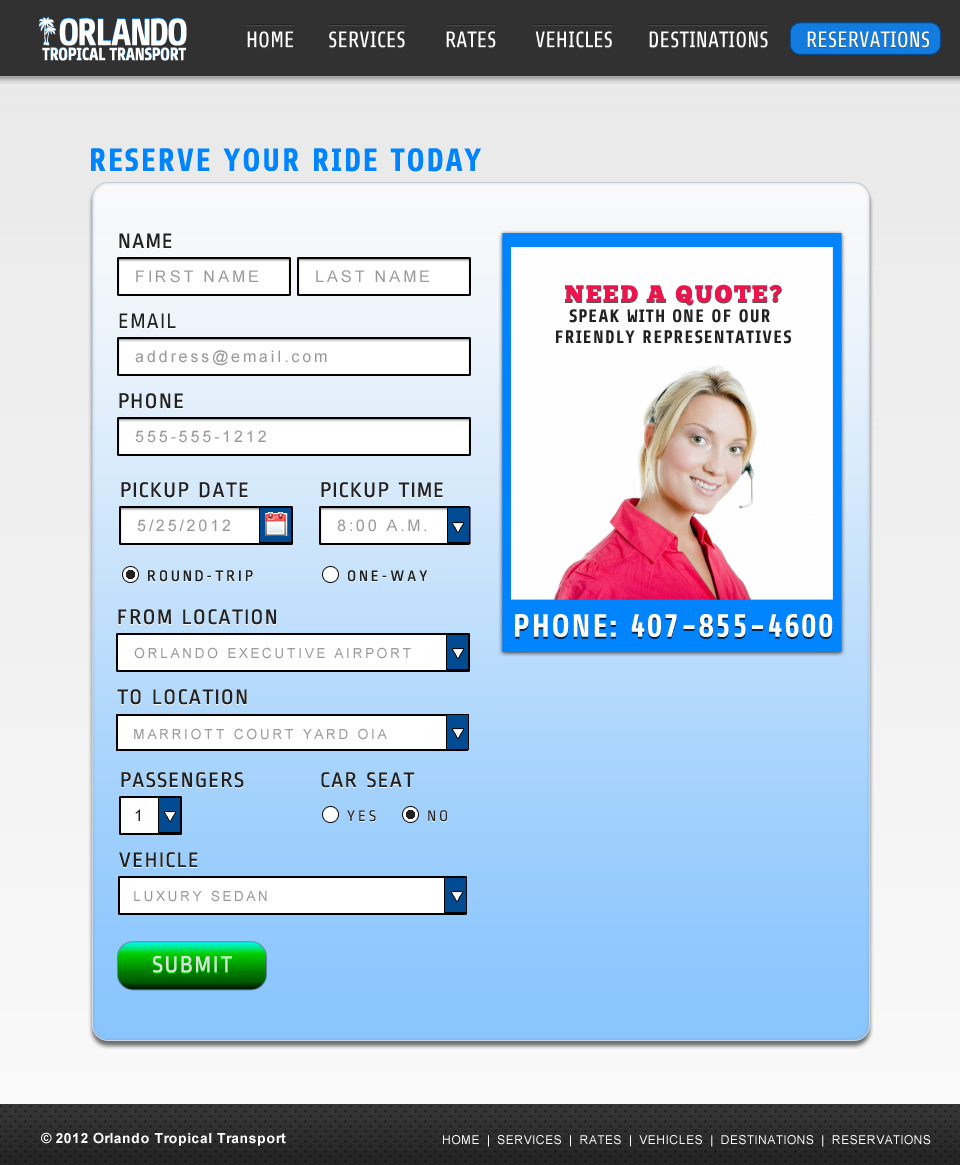 ORLANDO
TROPICAL TRANSPORT
HOME SERVICES RATES VEHICLES DESTINATIONS RESERVATIONS
RESERVE YOUR RIDE TODAY
NAME
FIRST NAME LAST NAME
EMAIL
address@email.com
PHONE
555-555-1212
PICKUP DATE PICKUP TIME
5/25/2012 8:00 A.M.
ROUND-TRIP ONE-WAY
FROM LOCATION
ORLANDO EXECUTIVE AIRPORT
TO LOCATION
MARRIOTT COURT YARD OIA
PASSENGERS CAR SEAT
1 YES NO
VEHICLE
LUXURY SEDAN
SUBMIT
NEED A QUOTE?
SPEAK WITH ONE OF OUR
FRIENDLY REPRESENTATIVES
PHONE: 407-855-4600
© 2012 Orlando Tropical Transport
HOME | SERVICES | RATES | VEHICLES | DESTINATIONS | RESERVATIONS